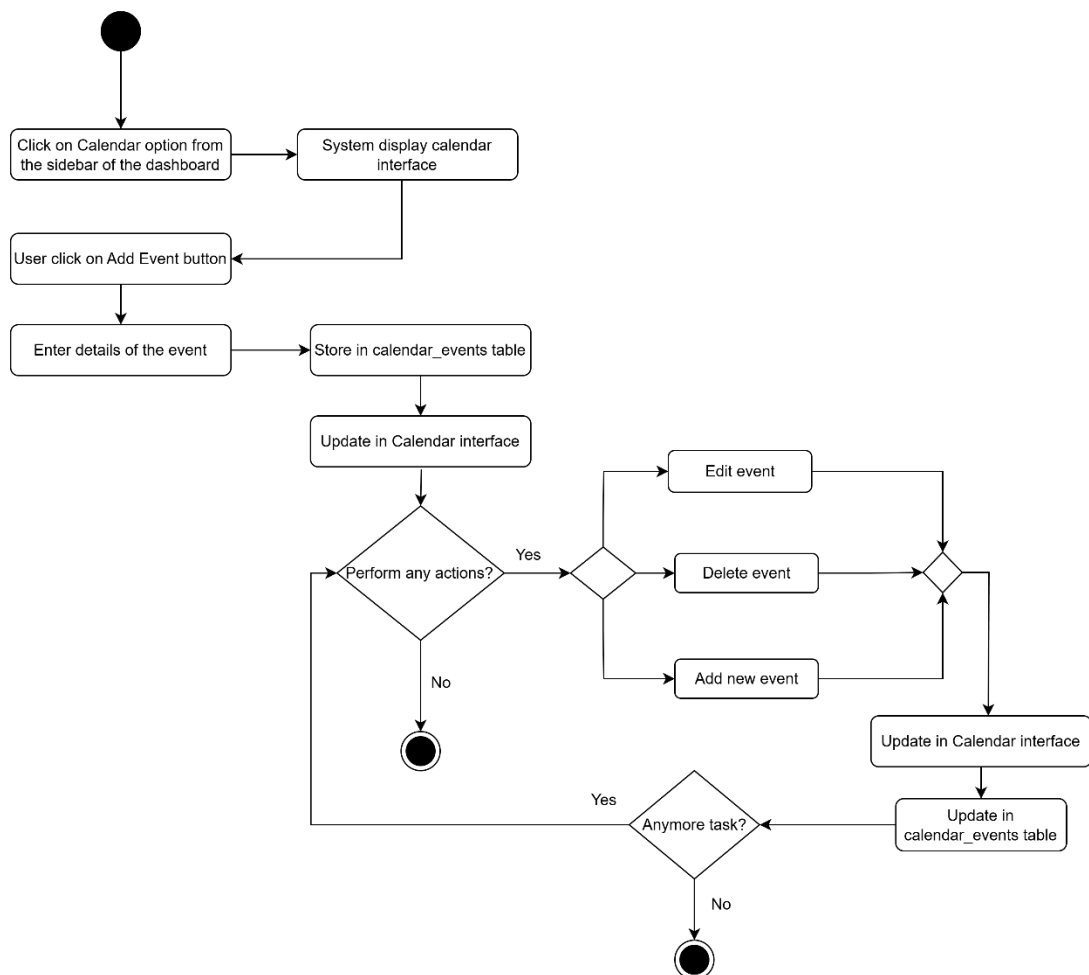 Click on Calendar option from
the sidebar of the dashboard
System display calendar
interface
User click on Add Event button
Enter details of the event
Store in calendar_events table
Update in Calendar interface
Perform any actions?
Yes
No
Edit event
Delete event
Add new event
Update in Calendar interface
Update in
calendar_events table
Anymore task?
Yes
No